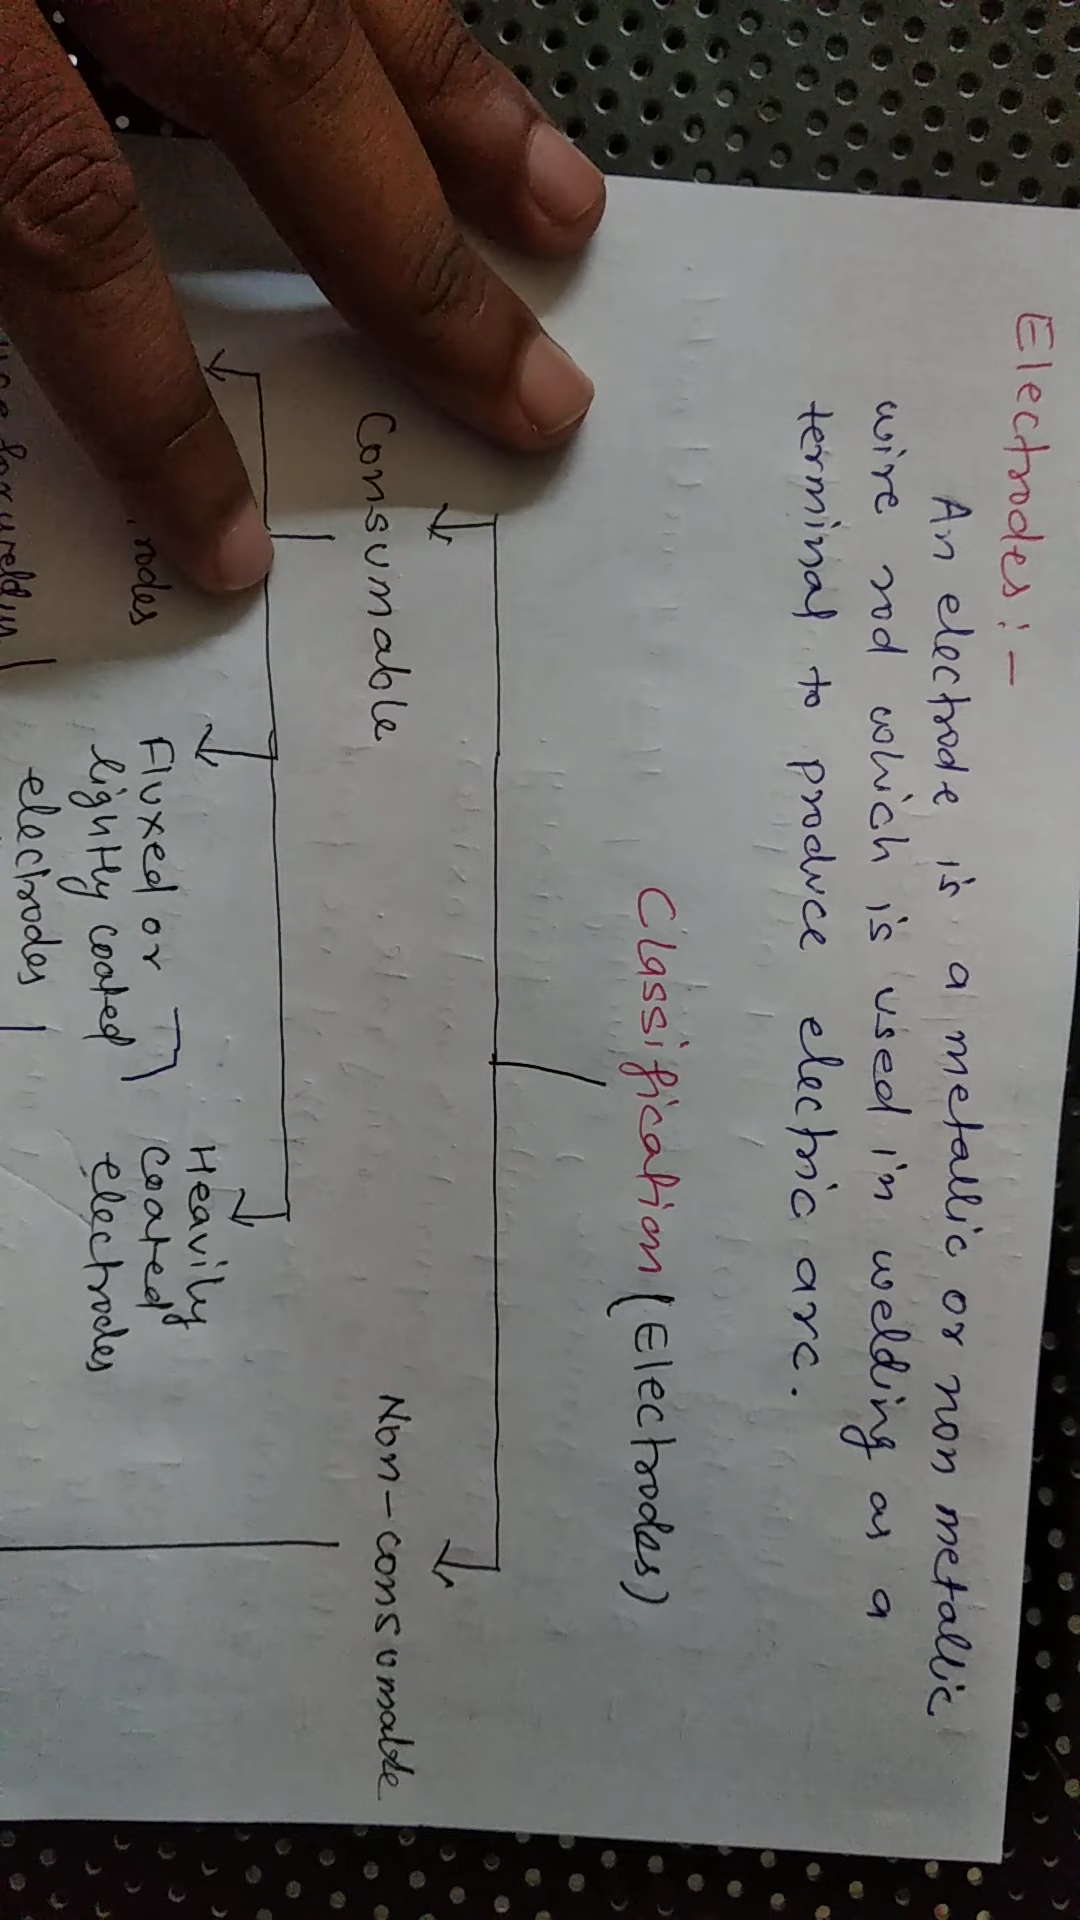 Electrodes:-
An electrode is a metallic or non metallic
wire rod which is used in welding as a
terminal to produce electric arc.
Classification (Electrodes)
Consumable
Non-consumable
rodes
Fluxed or
lightly coated
electrodes
Heavily
coated
electrodes